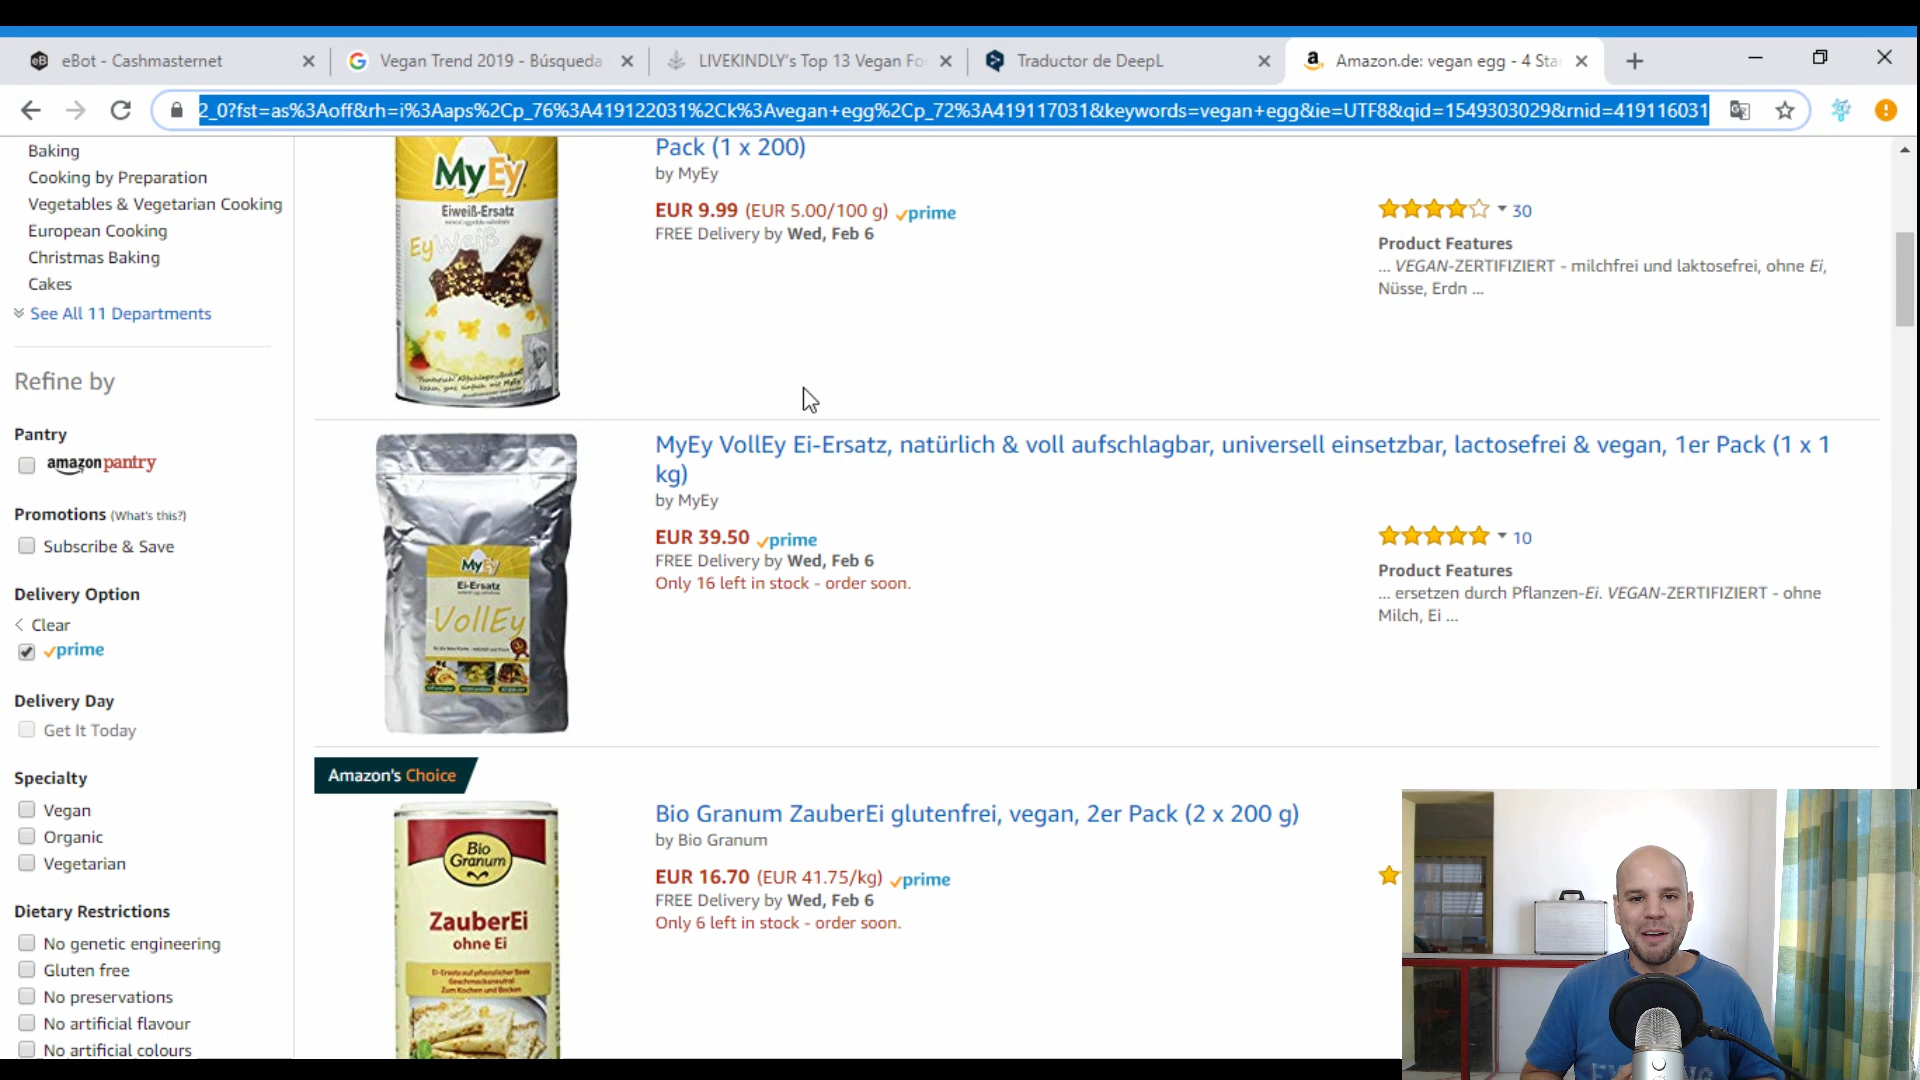 eBot - Cashmasternet
Vegan Trend 2019 - Búsqueda
LIVEKINDLY's Top 13 Vegan Fo
Traductor de DeepL
Amazon.de: vegan egg - 4 Sta
2_0?fst=as%3Aoff&rh=i%3Aaps%2Cp_76%3A419122031%2Ck%3Avegan+egg%2Cp_72%3A419117031&keywords=vegan+egg&ie=UTF8&qid=1549303029&rnid=419116031
Baking
Cooking by Preparation
Vegetables & Vegetarian Cooking
European Cooking
Christmas Baking
Cakes
See All 11 Departments
Refine by
Pantry
amazonpantry
Promotions (What's this?)
Subscribe & Save
Delivery Option
Clear
prime
Delivery Day
Get It Today
Specialty
Vegan
Organic
Vegetarian
Dietary Restrictions
No genetic engineering
Gluten free
No preservations
No artificial flavour
No artificial colours
MyEy
Eiweiß-Ersatz
EyWeiß
Pack (1 x 200)
by MyEy
EUR 9.99 (EUR 5.00/100 g) prime
FREE Delivery by Wed, Feb 6
30
Product Features
... VEGAN-ZERTIFIZIERT - milchfrei und laktosefrei, ohne Ei,
Nüsse, Erdn ...
MyEy
Ei-Ersatz
VollEy
MyEy VollEy Ei-Ersatz, natürlich & voll aufschlagbar, universell einsetzbar, lactosefrei & vegan, 1er Pack (1 x 1
kg)
by MyEy
EUR 39.50 prime
FREE Delivery by Wed, Feb 6
Only 16 left in stock - order soon.
10
Product Features
... ersetzen durch Pflanzen-Ei. VEGAN-ZERTIFIZIERT - ohne
Milch, Ei ...
Amazon's Choice
Bio
Granum
ZauberEi
ohne Ei
Ei-Ersatz auf pflanzlicher Basis
Geschmacksneutral
Zum Kochen und Backen
Bio Granum ZauberEi glutenfrei, vegan, 2er Pack (2 x 200 g)
by Bio Granum
EUR 16.70 (EUR 41.75/kg) prime
FREE Delivery by Wed, Feb 6
Only 6 left in stock - order soon.